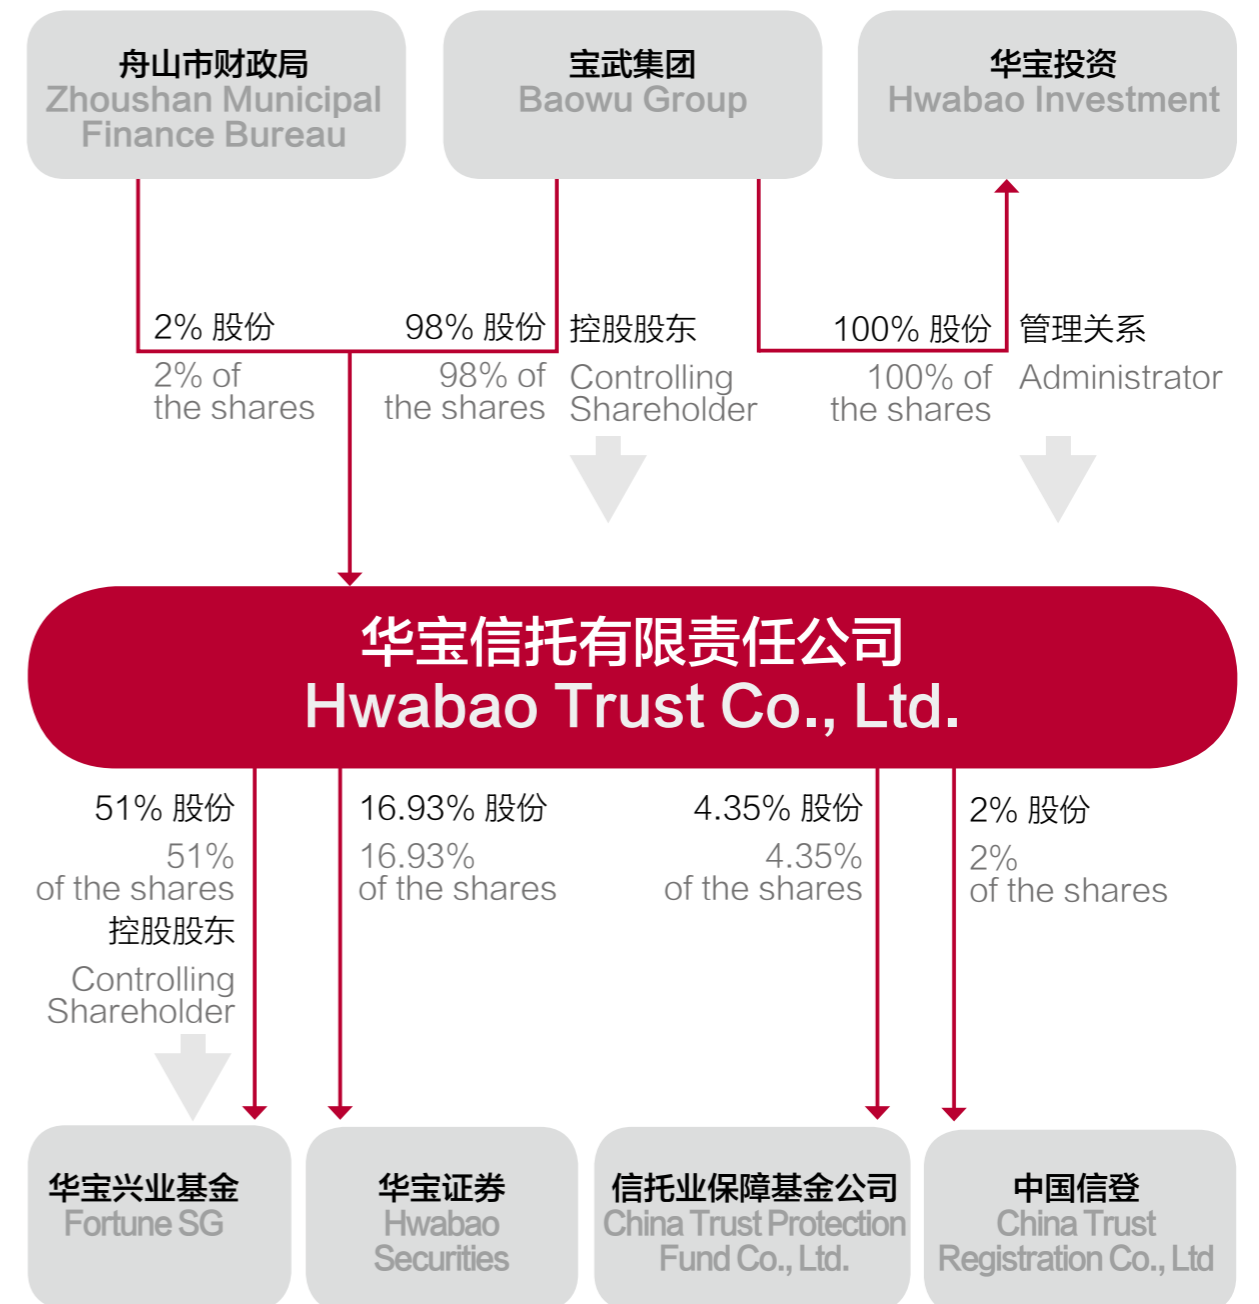 舟山市财政局
Zhoushan Municipal
Finance Bureau
宝武集团
Baowu Group
华宝投资
Hwabao Investment
2% 股份
2% of
the shares
98% 股份
98% of
the shares
控股股东
Controlling
Shareholder
100% 股份
100% of
the shares
管理关系
Administrator
华宝信托有限责任公司
Hwabao Trust Co., Ltd.
51% 股份
51%
of the shares
控股股东
Controlling
Shareholder
16.93% 股份
16.93%
of the shares
4.35% 股份
4.35%
of the shares
2% 股份
2%
of the shares
华宝兴业基金
Fortune SG
华宝证券
Hwabao
Securities
信托业保障基金公司
China Trust Protection
Fund Co., Ltd.
中国信登
China Trust
Registration Co., Ltd